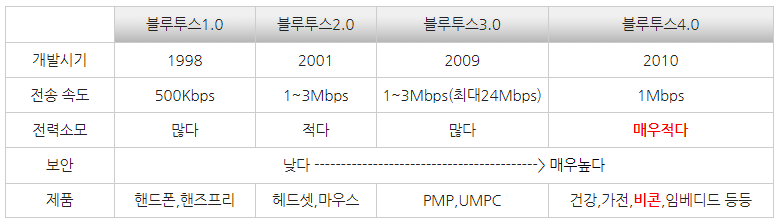 블루투스1.0 블루투스2.0 블루투스3.0 블루투스4.0
개발시기 1998 2001 2009 2010
전송 속도 500Kbps 1~3Mbps 1~3Mbps(최대24Mbps) 1Mbps
전력소모 많다 적다 많다 매우적다
보안 낮다 -------------------------------------------> 매우높다
제품 핸드폰,핸즈프리 헤드셋,마우스 PMP,UMPC 건강,가전,비콘,임베디드 등등